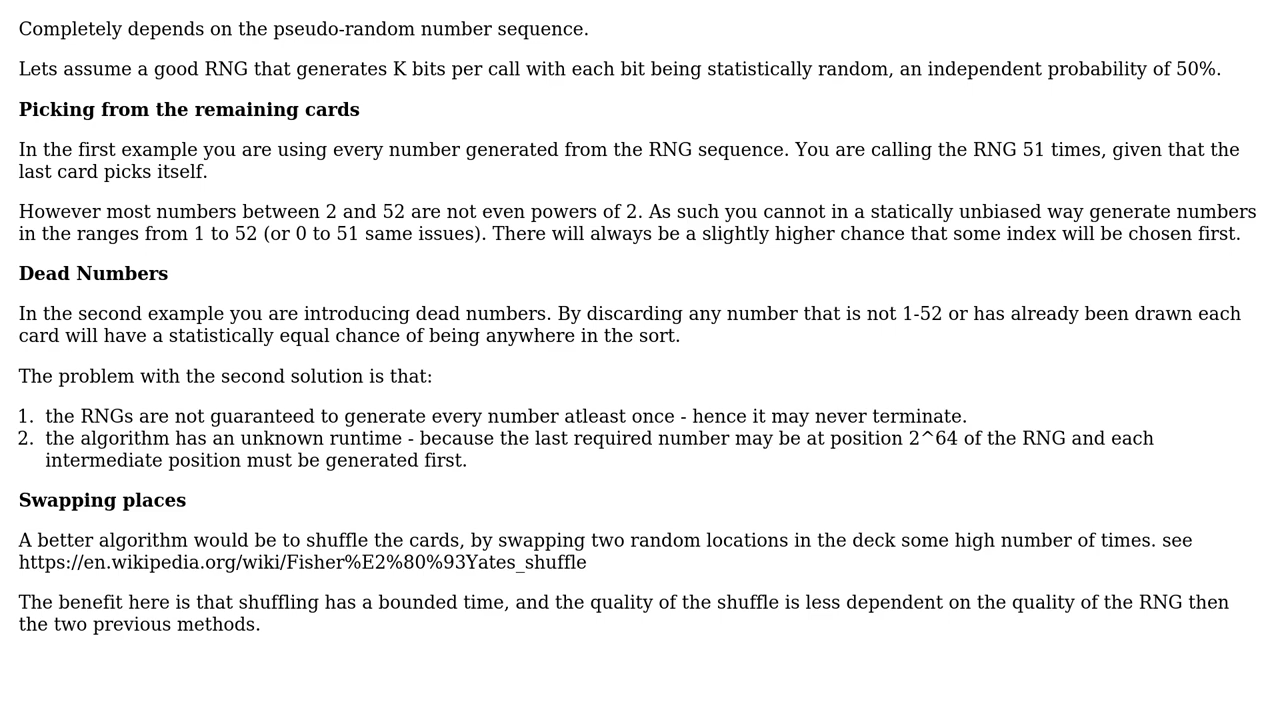 Completely depends on the pseudo-random number sequence.
Lets assume a good RNG that generates K bits per call with each bit being statistically random, an independent probability of 50%.
Picking from the remaining cards
In the first example you are using every number generated from the RNG sequence. You are calling the RNG 51 times, given that the
last card picks itself.
However most numbers between 2 and 52 are not even powers of 2. As such you cannot in a statically unbiased way generate numbers
in the ranges from 1 to 52 (or 0 to 51 same issues). There will always be a slightly higher chance that some index will be chosen first.
Dead Numbers
In the second example you are introducing dead numbers. By discarding any number that is not 1-52 or has already been drawn each
card will have a statistically equal chance of being anywhere in the sort.
The problem with the second solution is that:
1. the RNGs are not guaranteed to generate every number atleast once - hence it may never terminate.
2. the algorithm has an unknown runtime - because the last required number may be at position 2^64 of the RNG and each
intermediate position must be generated first.
Swapping places
A better algorithm would be to shuffle the cards, by swapping two random locations in the deck some high number of times. see
https://en.wikipedia.org/wiki/Fisher%E2%80%93Yates_shuffle
The benefit here is that shuffling has a bounded time, and the quality of the shuffle is less dependent on the quality of the RNG then
the two previous methods.